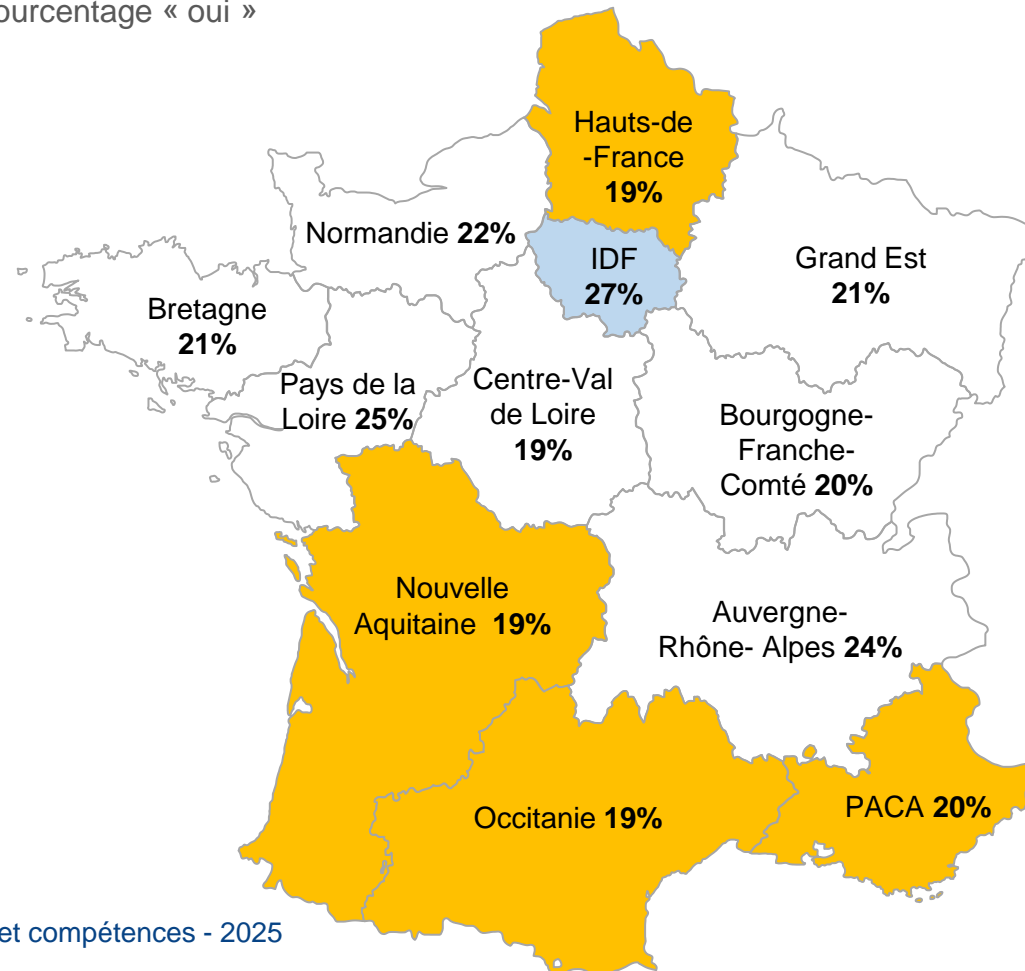 ourcentage « oui »
Hauts-de
-France
19%
Normandie 22%
IDF
27%
Grand Est
21%
Bretagne
21%
Pays de la
Loire 25%
Centre-Val
de Loire
19%
Bourgogne-
Franche-
Comté 20%
Nouvelle
Aquitaine 19%
Auvergne-
Rhône- Alpes 24%
Occitanie 19%
PACA 20%
et compétences - 2025